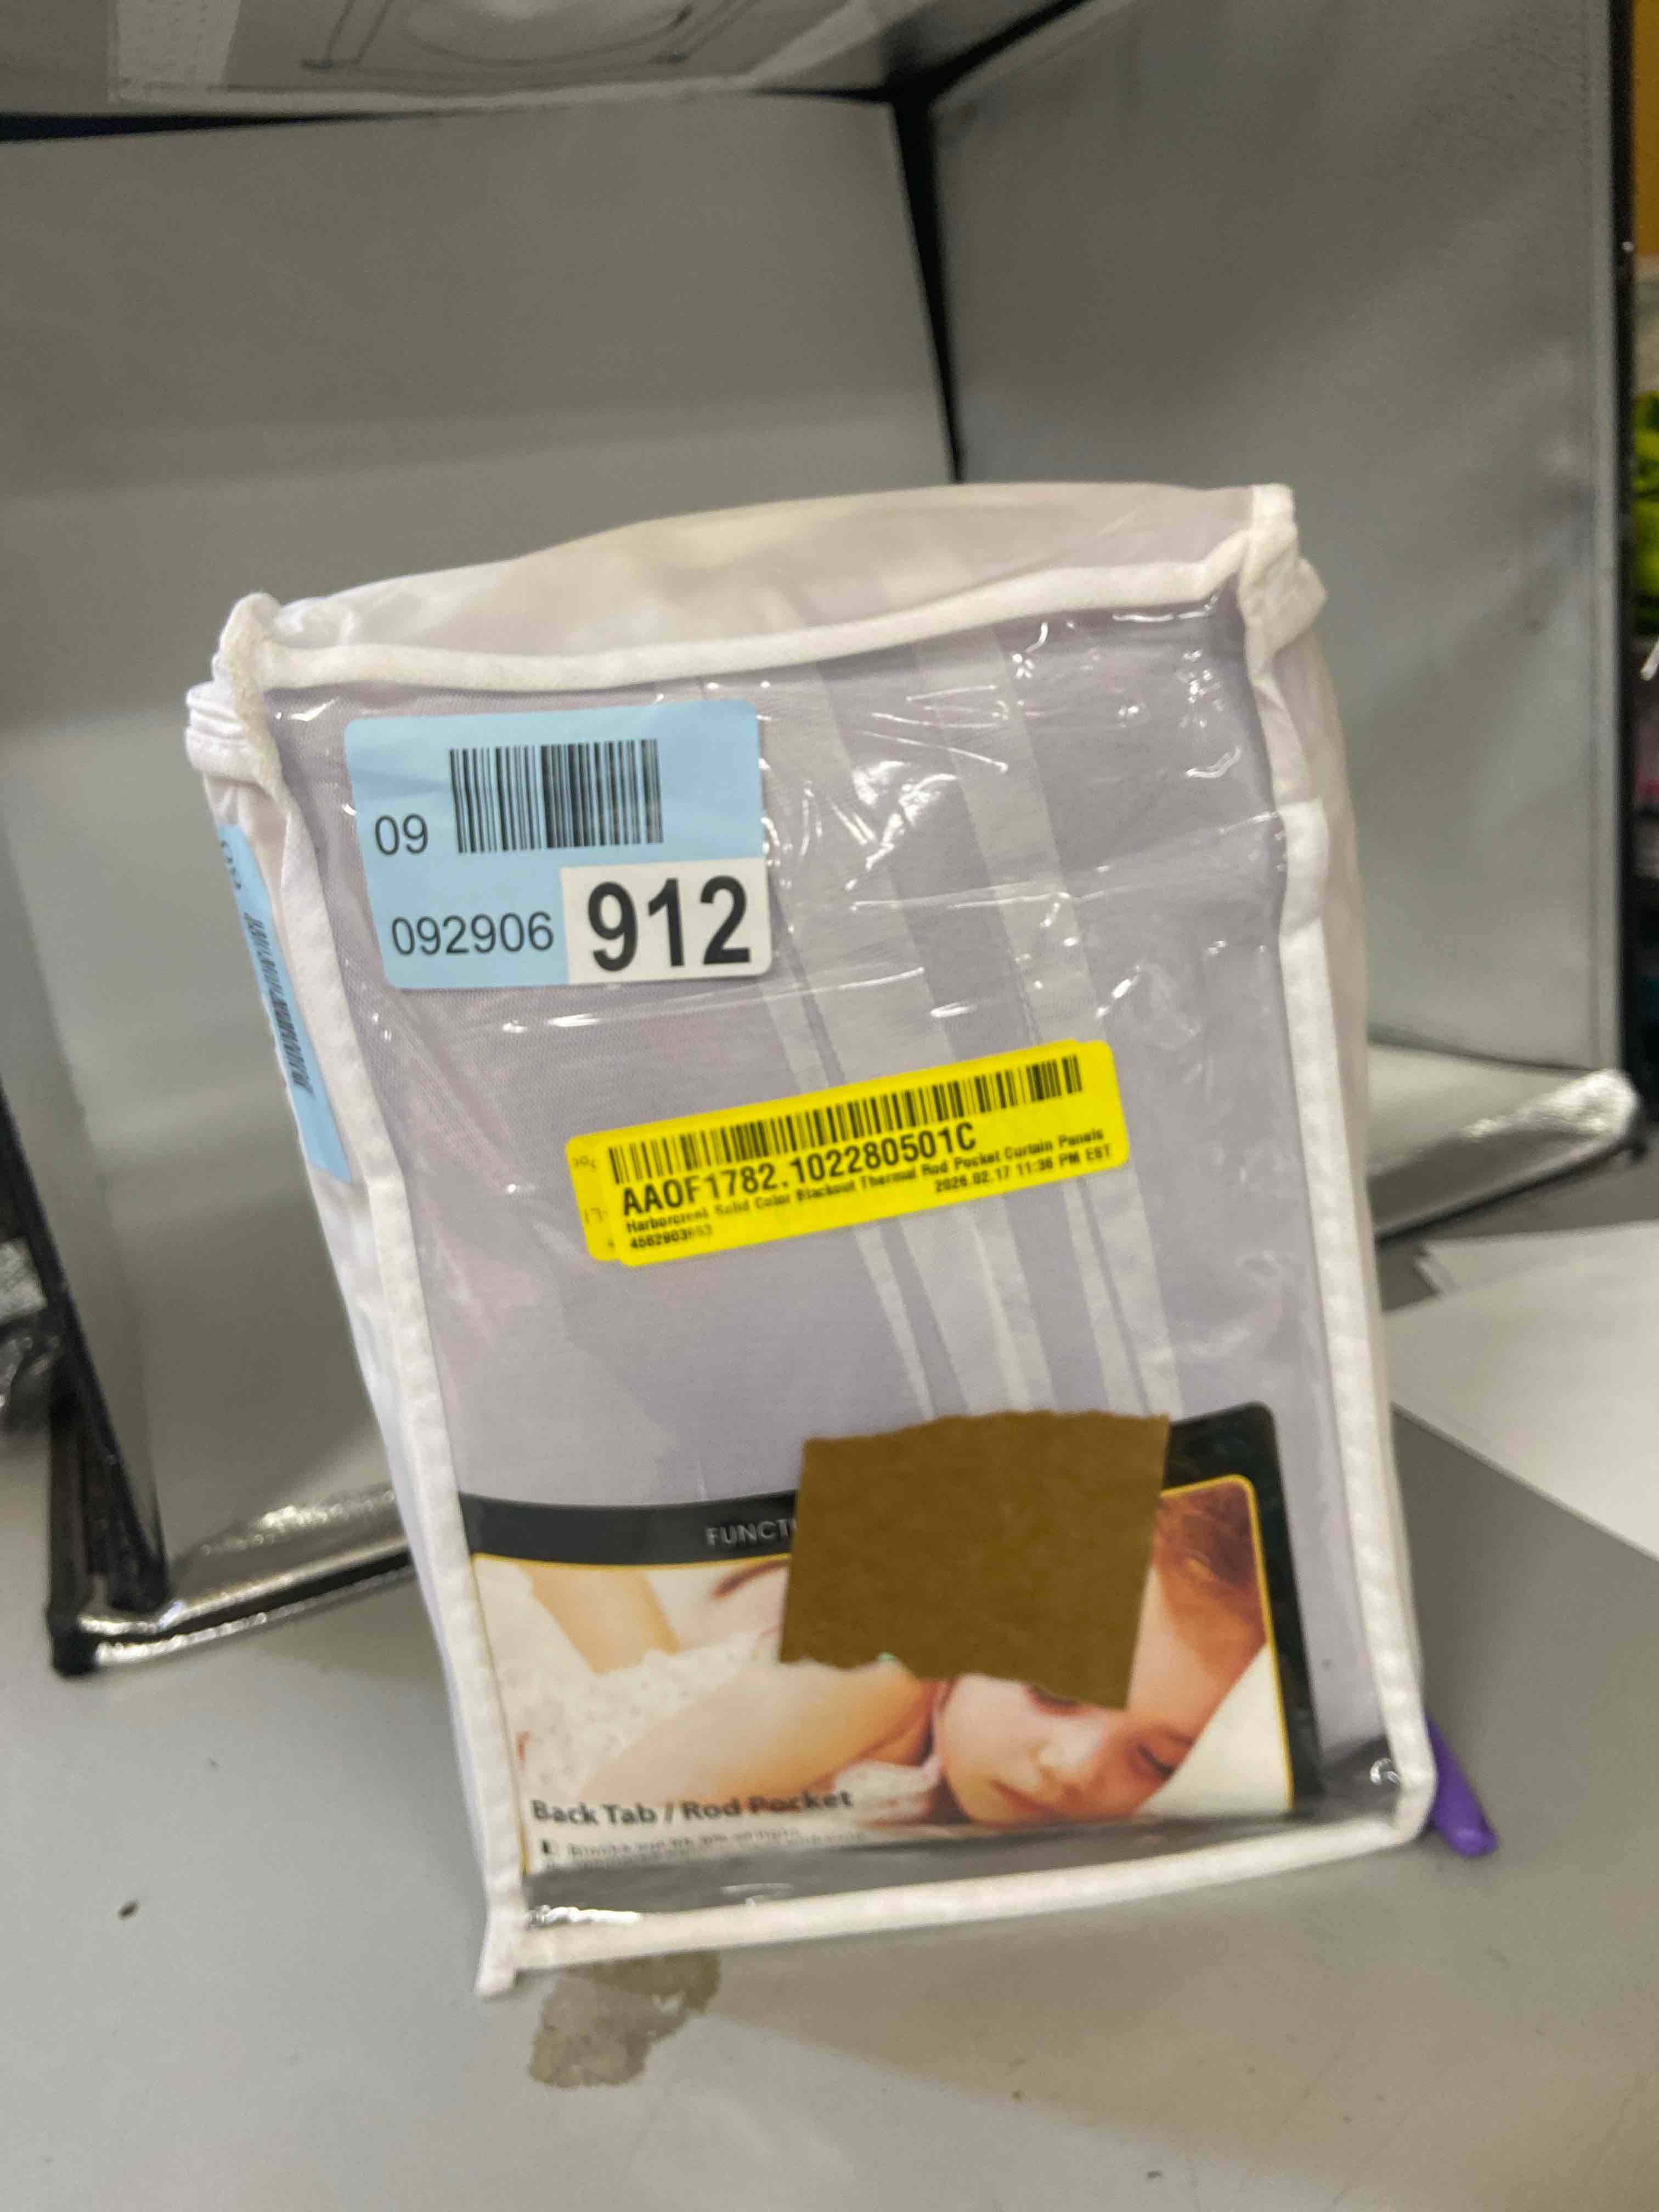 09
092906 912
AAOF1782.102280501C
Harborcrest Solid Color Blackout Thermal Rod Pocket Curtain Panels
2026.02.17 11:36 PM EST
FUNCT
Back Tab / Rod Pocket